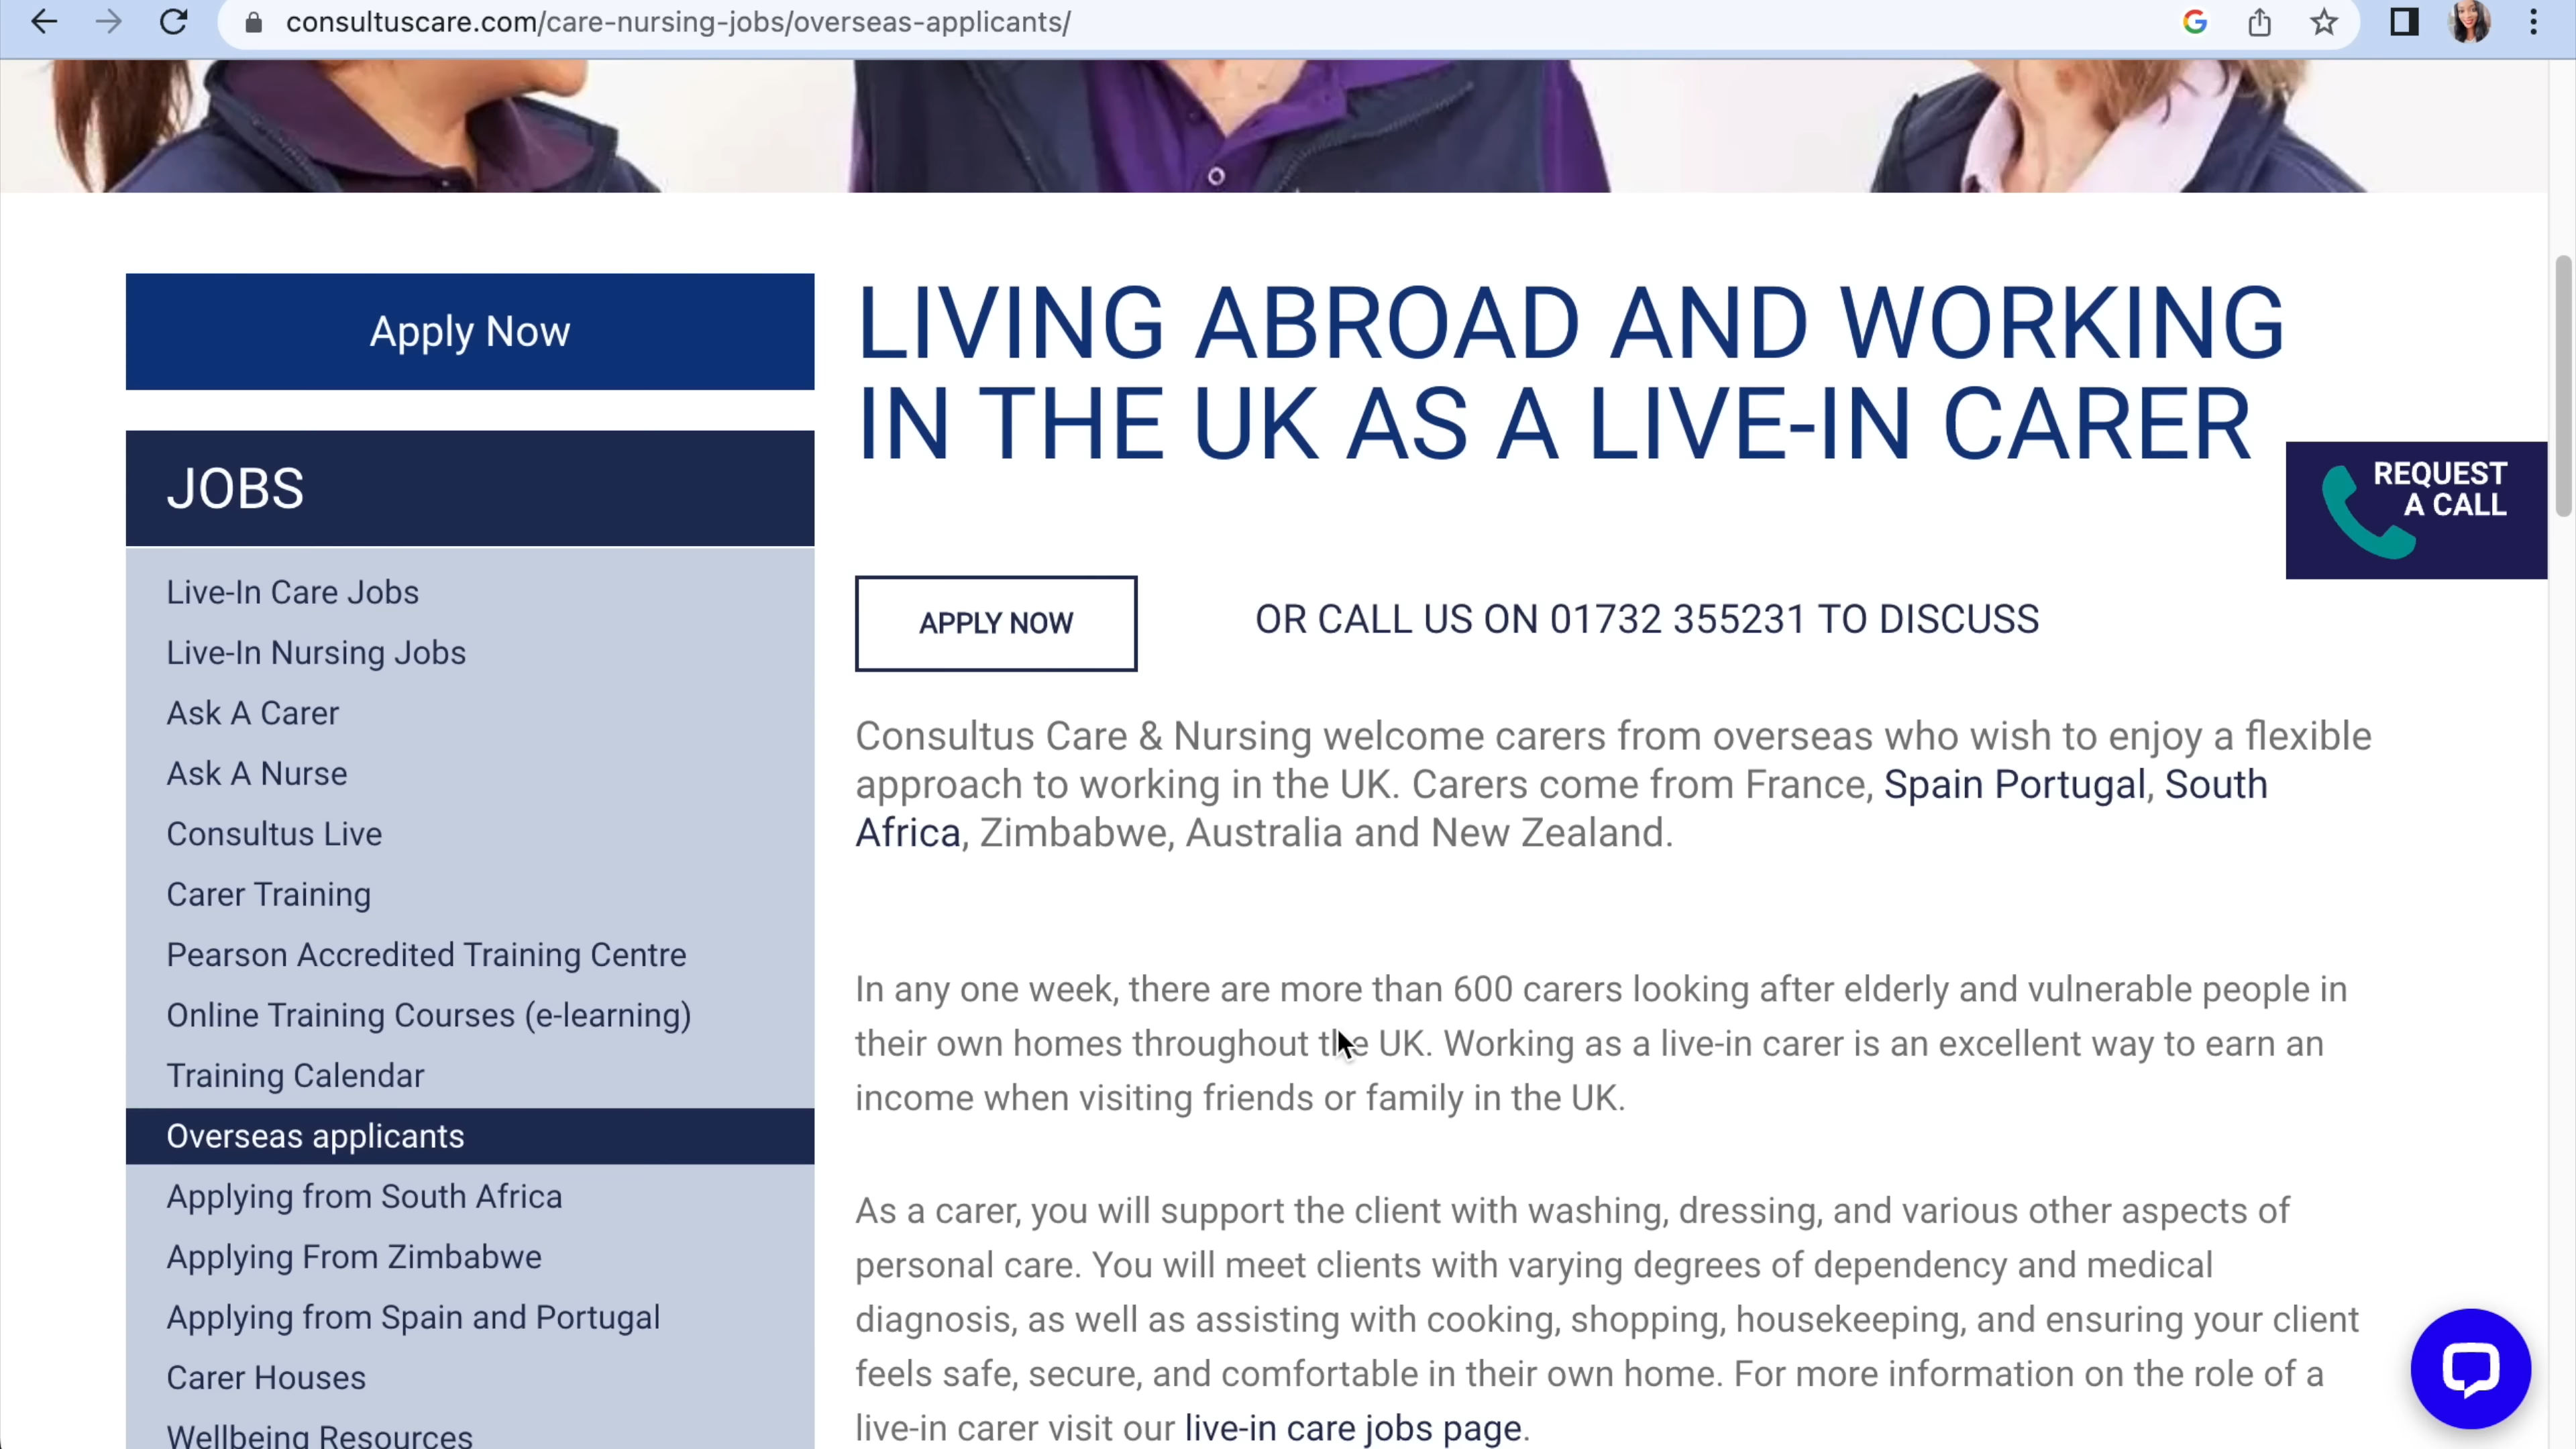 consultuscare.com/care-nursing-jobs/overseas-applicants/
Apply Now
JOBS
Live-In Care Jobs
Live-In Nursing Jobs
Ask A Carer
Ask A Nurse
Consultus Live
Carer Training
Pearson Accredited Training Centre
Online Training Courses (e-learning)
Training Calendar
Overseas applicants
Applying from South Africa
Applying From Zimbabwe
Applying from Spain and Portugal
Carer Houses
Wellbeing Resources
LIVING ABROAD AND WORKING
IN THE UK AS A LIVE-IN CARER
REQUEST
A CALL
APPLY NOW
OR CALL US ON 01732 355231 TO DISCUSS
Consultus Care & Nursing welcome carers from overseas who wish to enjoy a flexible
approach to working in the UK. Carers come from France, Spain Portugal, South
Africa, Zimbabwe, Australia and New Zealand.
In any one week, there are more than 600 carers looking after elderly and vulnerable people in
their own homes throughout the UK. Working as a live-in carer is an excellent way to earn an
income when visiting friends or family in the UK.
As a carer, you will support the client with washing, dressing, and various other aspects of
personal care. You will meet clients with varying degrees of dependency and medical
diagnosis, as well as assisting with cooking, shopping, housekeeping, and ensuring your client
feels safe, secure, and comfortable in their own home. For more information on the role of a
live-in carer visit our live-in care jobs page.